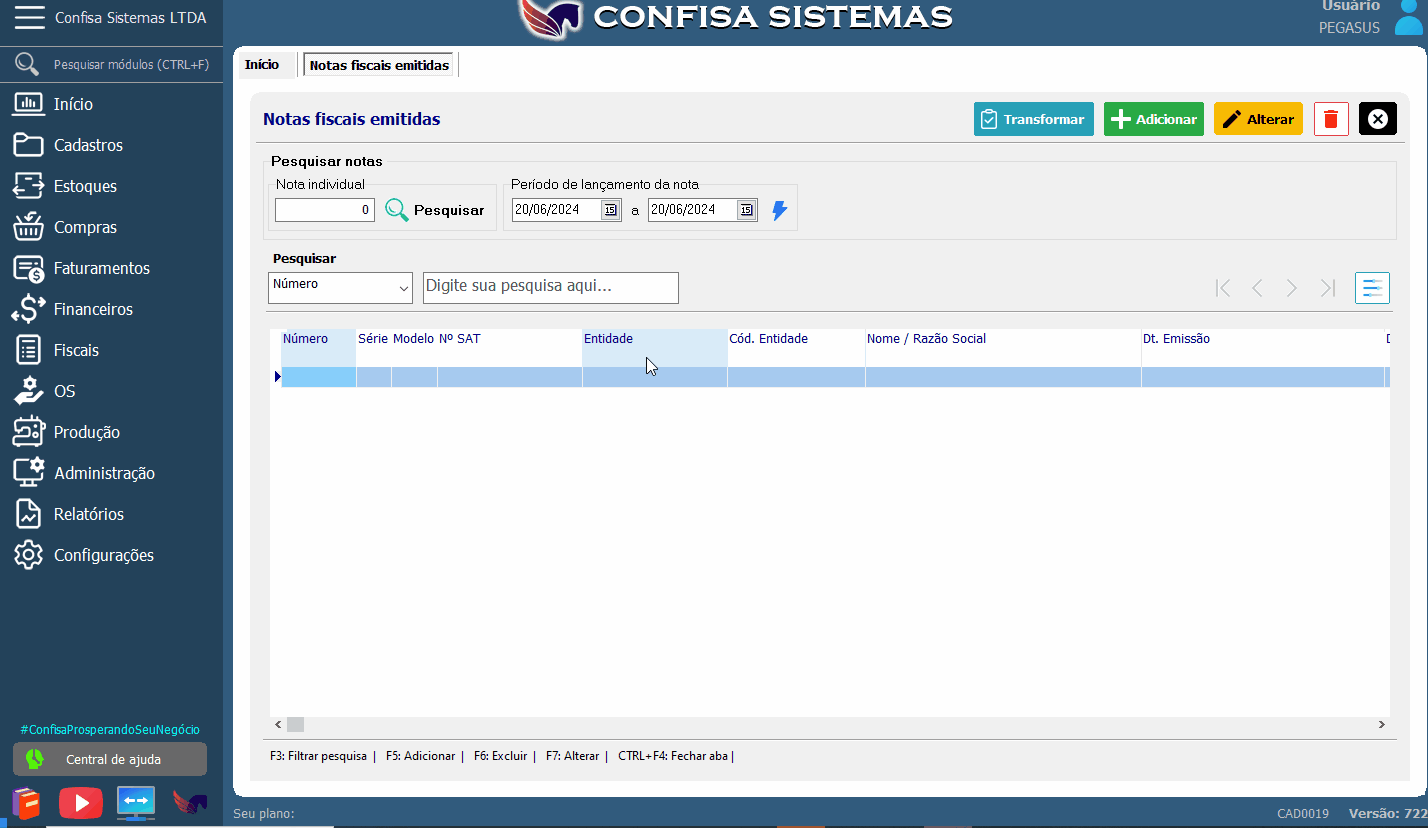 Confisa Sistemas LTDA
CONFISA SISTEMAS
Usuário
PEGASUS
Pesquisar módulos (CTRL+F)
Início
Cadastros
Estoques
Compras
Faturamentos
Financeiros
Fiscais
OS
Produção
Administração
Relatórios
Configurações
#ConfisaProsperandoSeuNegócio
Central de ajuda
Início
Notas fiscais emitidas
Notas fiscais emitidas
Transformar
Adicionar
Alterar
Pesquisar notas
Nota individual
Período de lançamento da nota
0
Pesquisar
20/06/2024
15
a
20/06/2024
15
Pesquisar
Número
Digite sua pesquisa aqui...
Número Série Modelo Nº SAT Entidade Cód. Entidade Nome / Razão Social Dt. Emissão
F3: Filtrar pesquisa | F5: Adicionar | F6: Excluir | F7: Alterar | CTRL+F4: Fechar aba |
Seu plano:
CAD0019
Versão: 722